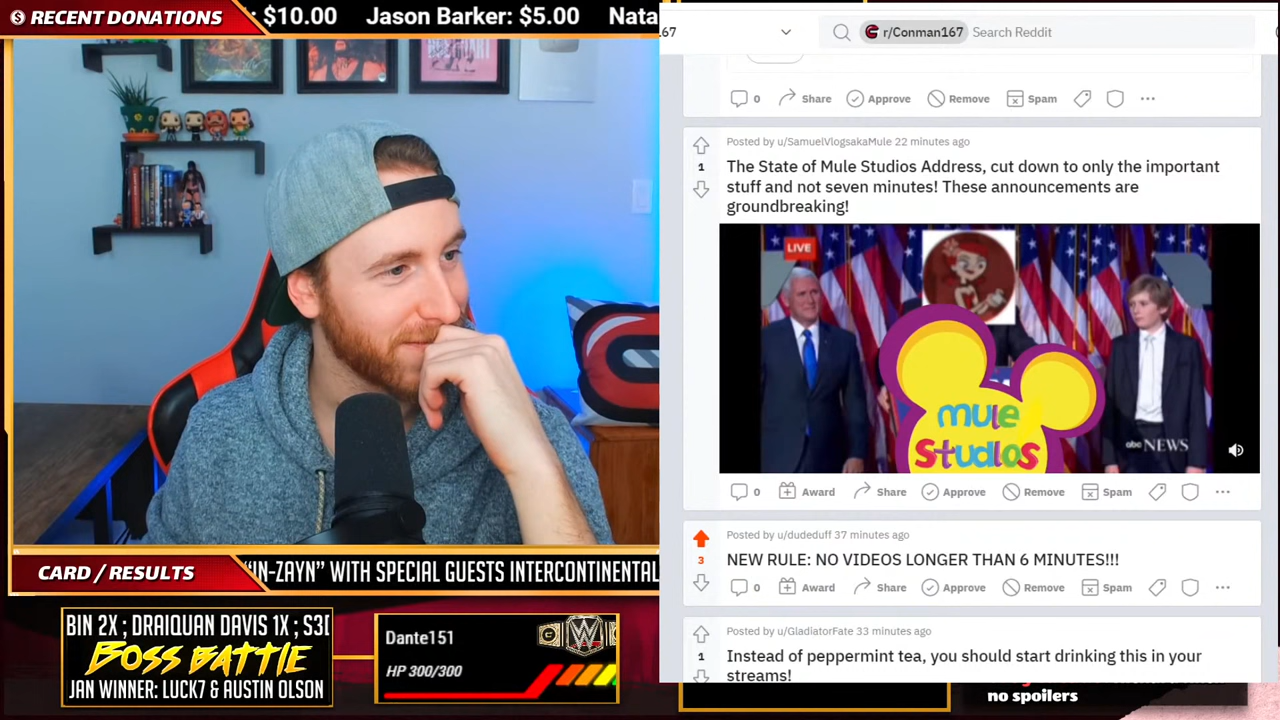 RECENT DONATIONS
: $10.00 Jason Barker: $5.00 Nata
.67
r/Conman167 Search Reddit
0 Share Approve Remove Spam
Posted by u/SamuelVlogsakaMule 22 minutes ago
1
The State of Mule Studios Address, cut down to only the important
stuff and not seven minutes! These announcements are
groundbreaking!
LIVE
mule
studios
abc NEWS
0 Award Share Approve Remove Spam
Posted by u/dudeduff 37 minutes ago
3
NEW RULE: NO VIDEOS LONGER THAN 6 MINUTES!!!
0 Award Share Approve Remove Spam
Posted by u/GladiatorFate 33 minutes ago
1
Instead of peppermint tea, you should start drinking this in your
streams!
CARD / RESULTS
"IN-ZAYN" WITH SPECIAL GUESTS INTERCONTINENTAL
BIN 2X ; DRAIQUAN DAVIS 1X ; S3
BOSS BATTLE
JAN WINNER: LUCK7 & AUSTIN OLSON
Dante151
HP 300/300
no spoilers